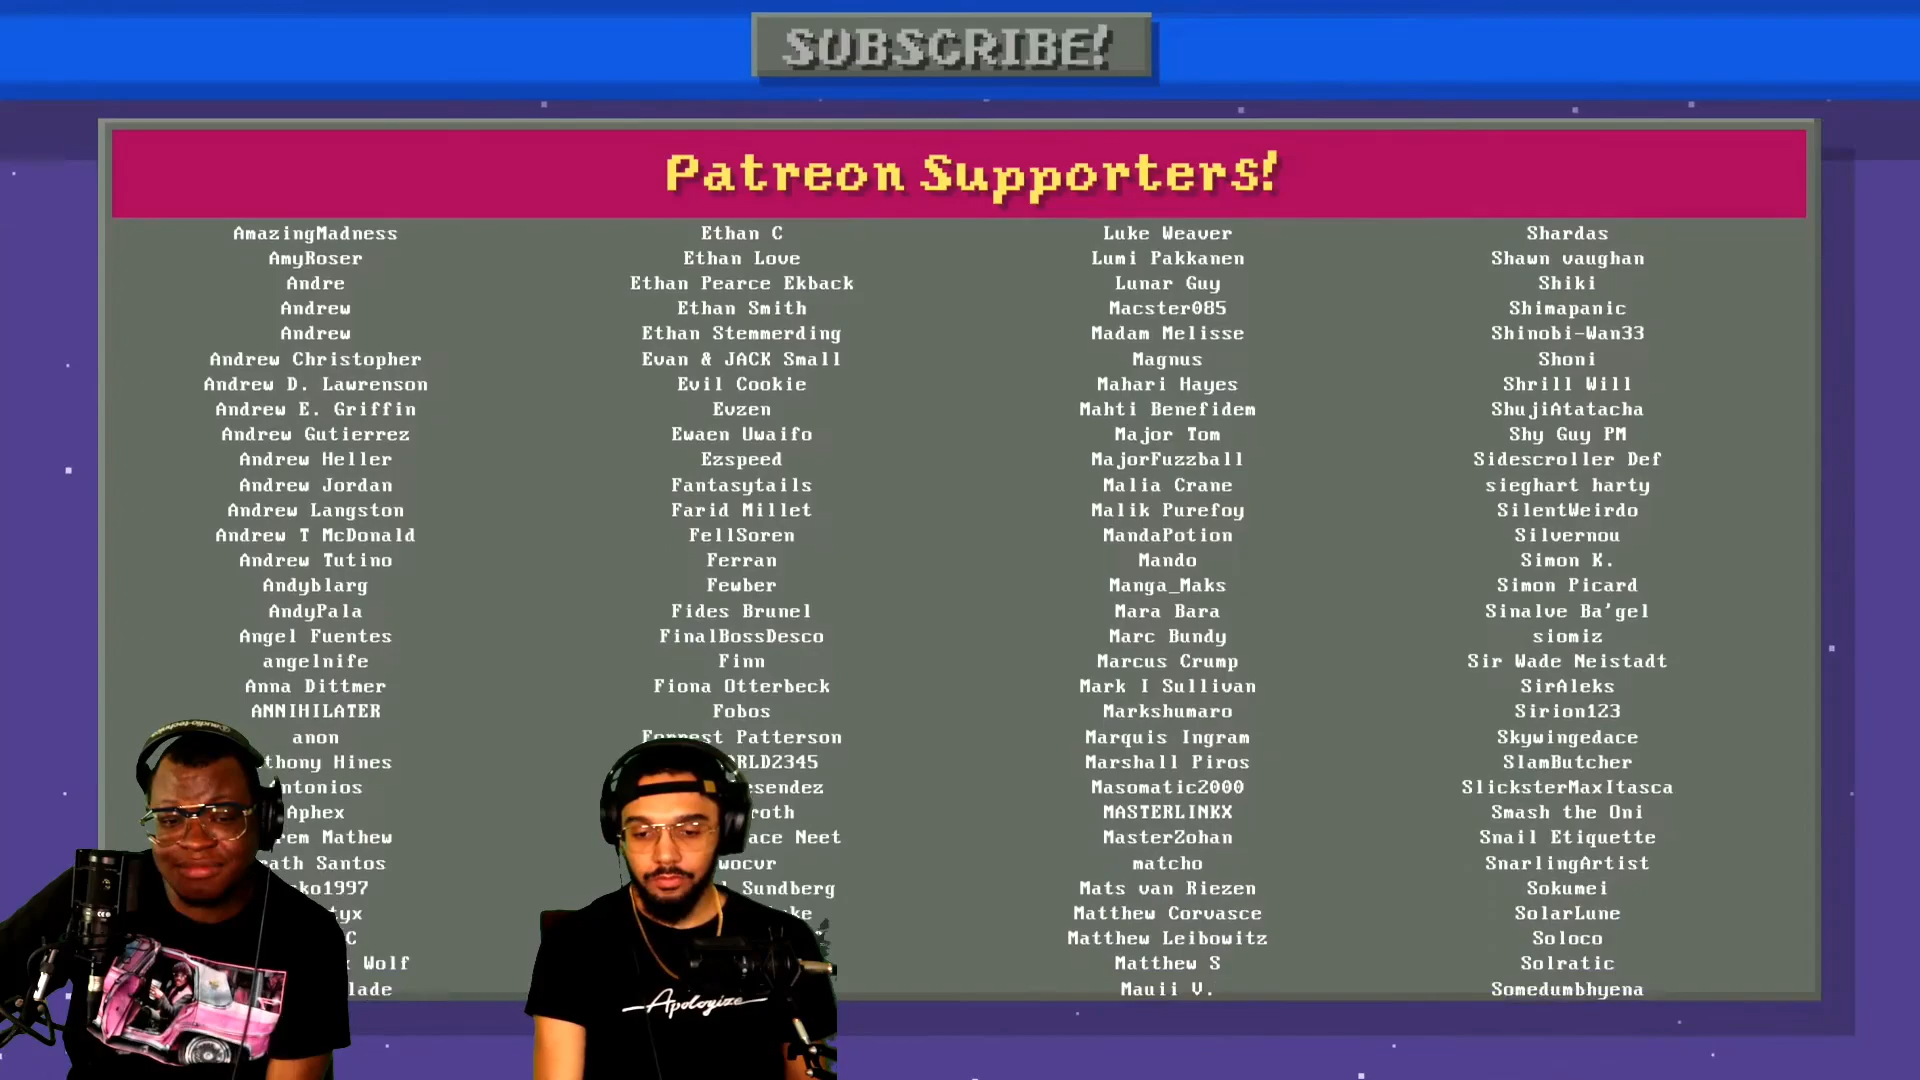 SUBSCRIBE!
Patreon Supporters!
AmazingMadness
AmyRoser
Andre
Andrew
Andrew
Andrew Christopher
Andrew D. Lawrenson
Andrew E. Griffin
Andrew Gutierrez
Andrew Heller
Andrew Jordan
Andrew Langston
Andrew T McDonald
Andrew Tutino
Andyblarg
AndyPala
Angel Fuentes
angelnife
Anna Dittmer
ANNIHILATER
anon
Hines
Aphex
Mathew
Santos
C
Wolf
Ethan C
Ethan Love
Ethan Pearce Ekback
Ethan Smith
Ethan Stemmerding
Evan & JACK Small
Evil Cookie
Evzen
Ewaen Uwaifo
Ezspeed
Fantasytails
Farid Millet
FellSoren
Ferran
Fewber
Fides Brunel
FinalBossDesco
Finn
Fiona Otterbeck
Fobos
Forrest Patterson
Neet
Sundberg
Luke Weaver
Lumi Pakkanen
Lunar Guy
Macster085
Madam Melisse
Magnus
Mahari Hayes
Mahti Benefidem
Major Tom
MajorFuzzball
Malia Crane
Malik Purefoy
MandaPotion
Mando
Manga_Maks
Mara Bara
Marc Bundy
Marcus Crump
Mark I Sullivan
Markshumaro
Marquis Ingram
Marshall Piros
Masomatic2000
MASTERLINKX
MasterZohan
matcho
Mats van Riezen
Matthew Corvasce
Matthew Leibowitz
Matthew S
Mauii V.
Shardas
Shawn vaughan
Shiki
Shimapanic
Shinobi-Wan33
Shoni
Shrill Will
ShujiAtatacha
Shy Guy PM
Sidescroller Def
sieghart harty
SilentWeirdo
Silvernou
Simon K.
Simon Picard
Sinalve Ba'gel
siomiz
Sir Wade Neistadt
SirAleks
Sirion123
Skywingedace
SlamButcher
SlicksterMaxItasca
Smash the Oni
Snail Etiquette
SnarlingArtist
Sokumei
SolarLune
Soloco
Solratic
Somedumbhyena
Apologize